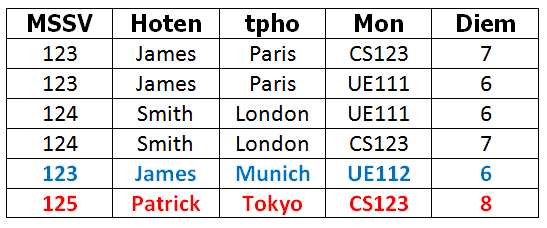 MSSV Hoten tpho Mon Diem
123 James Paris CS123 7
123 James Paris UE111 6
124 Smith London UE111 6
124 Smith London CS123 7
123 James Munich UE112 6
125 Patrick Tokyo CS123 8